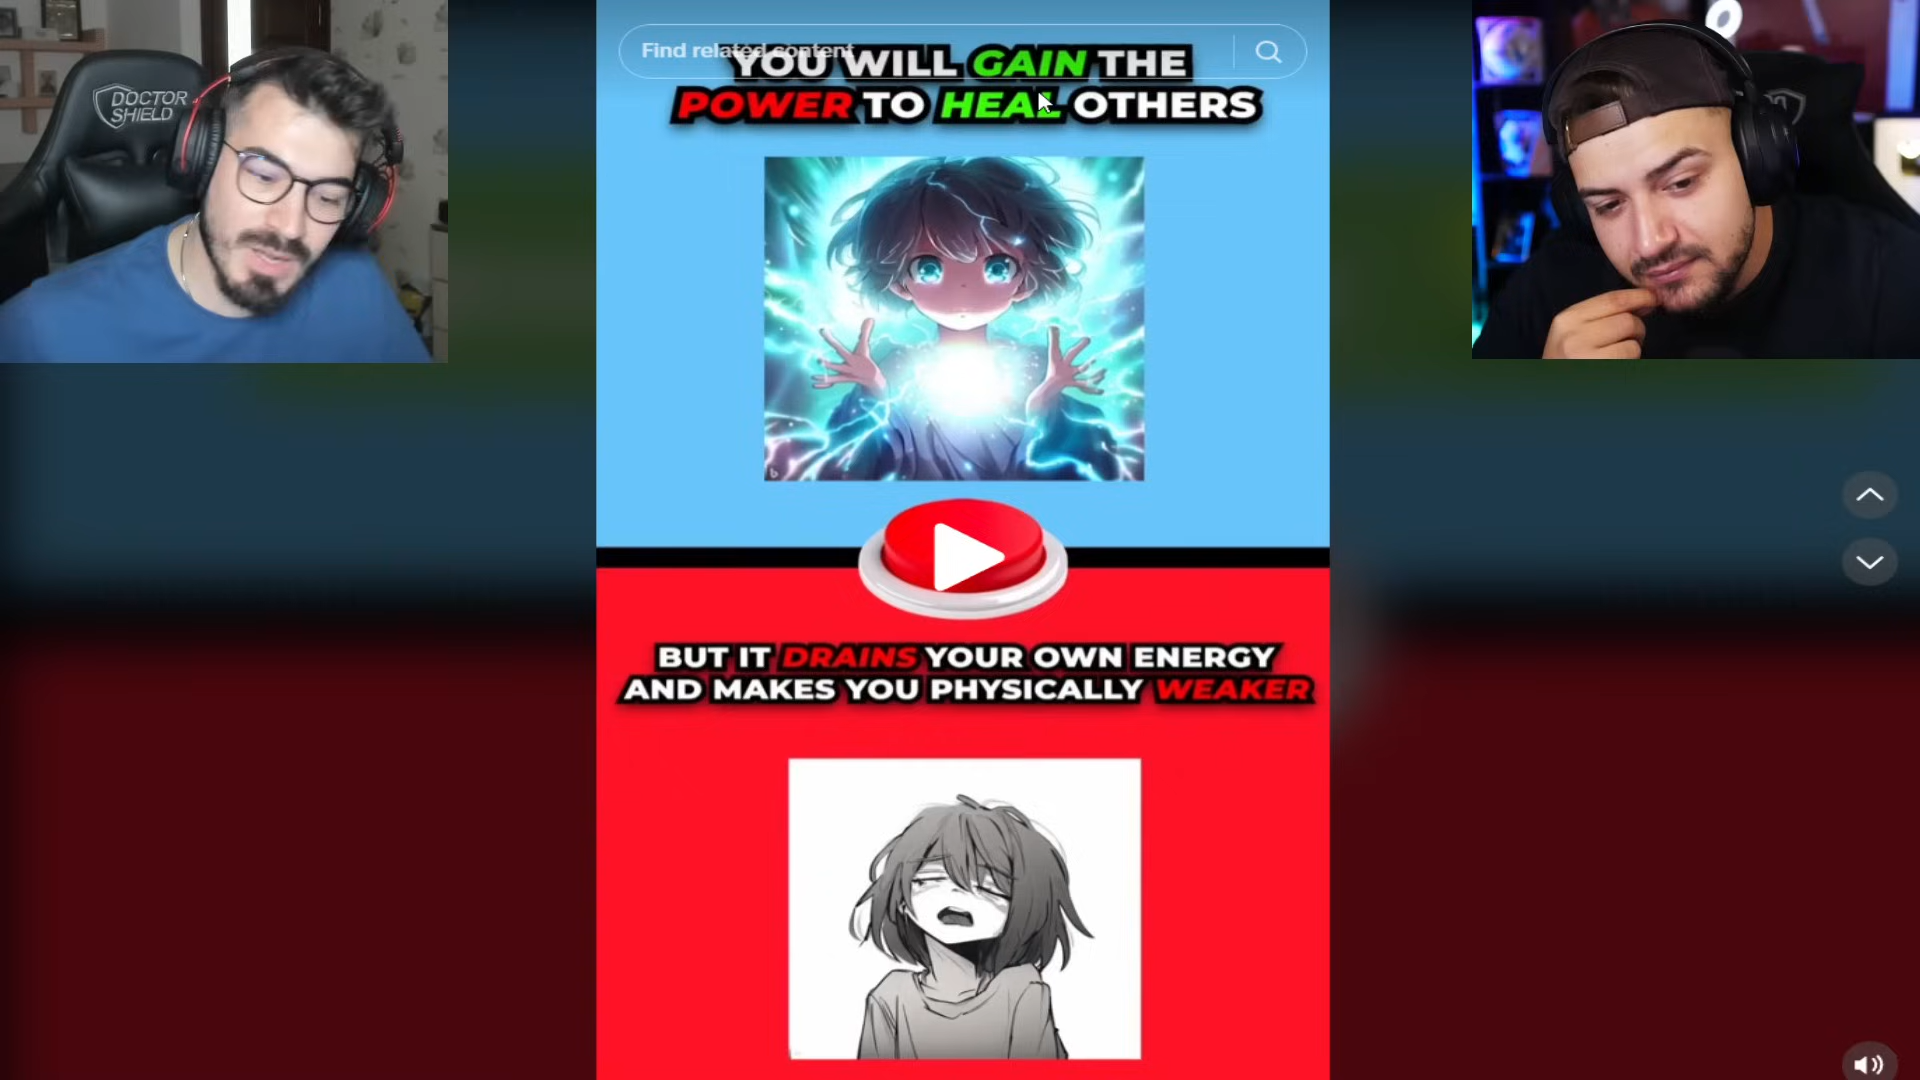 DOCTOR
SHIELD
Find related content
YOU WILL GAIN THE
POWER TO HEAL OTHERS
BUT IT DRAINS YOUR OWN ENERGY
AND MAKES YOU PHYSICALLY WEAKER